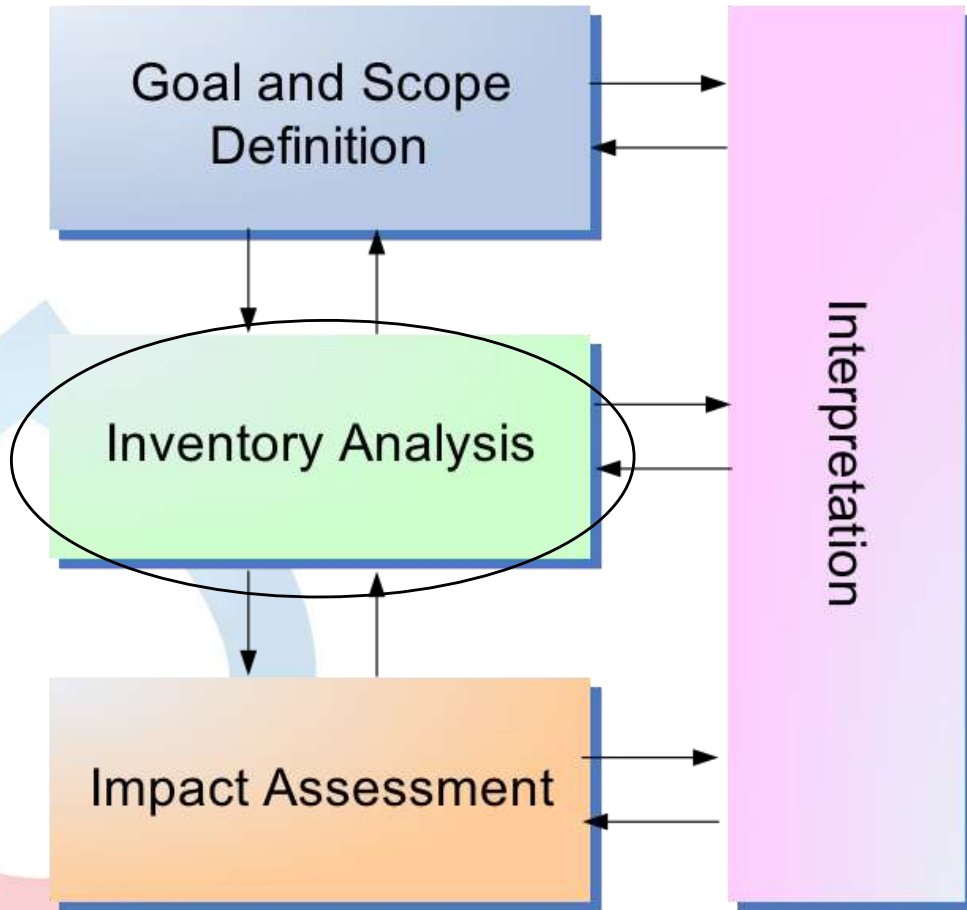 Goal and Scope
Definition
Inventory Analysis
Impact Assessment
Interpretation